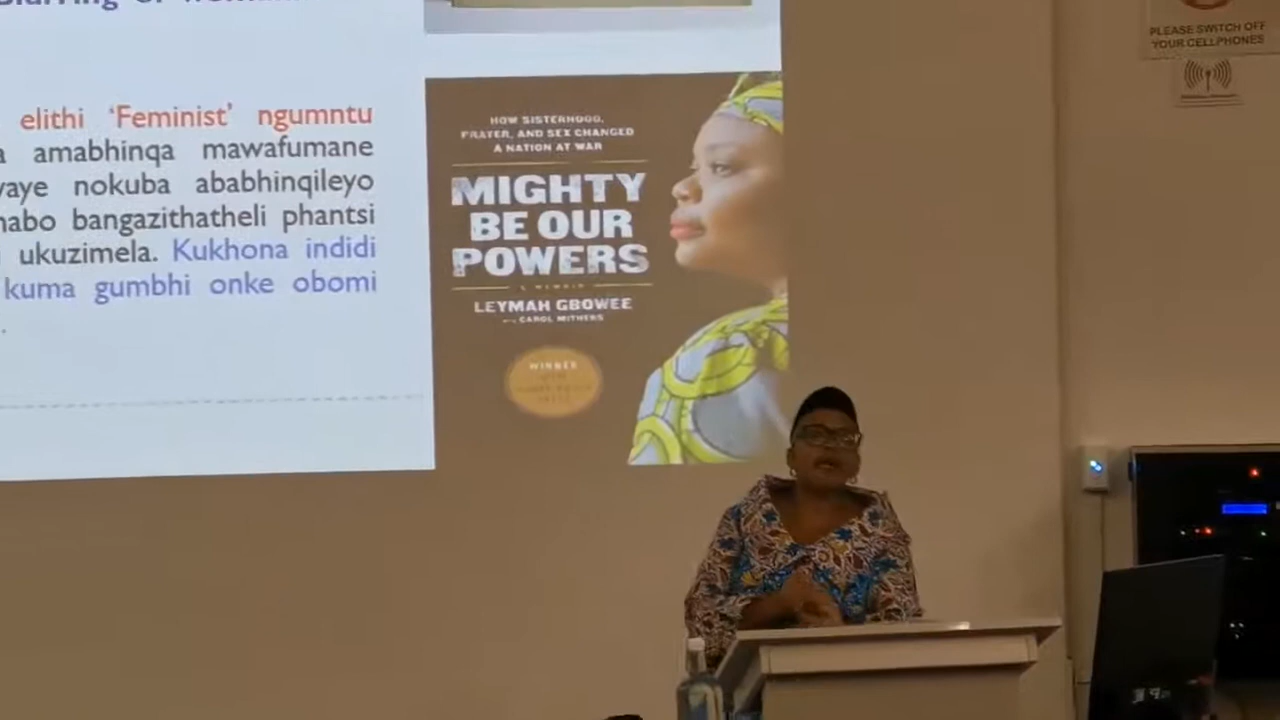 elithi ‘Feminist’ ngumntu
amabhinqa mawafumane
nokuba ababhinqileyo
bangazithatheli phantsi
ukuzimela. Kukhona indidi
kuma gumbhi onke obomi
HOW SISTERHOOD,
PRAYER, AND SEX CHANGED
A NATION AT WAR
MIGHTY
BE OUR
POWERS
A MEMOIR
LEYMAH GBOWEE
CAROL MITHERS
WINNER
PLEASE SWITCH OFF
YOUR CELLPHONES